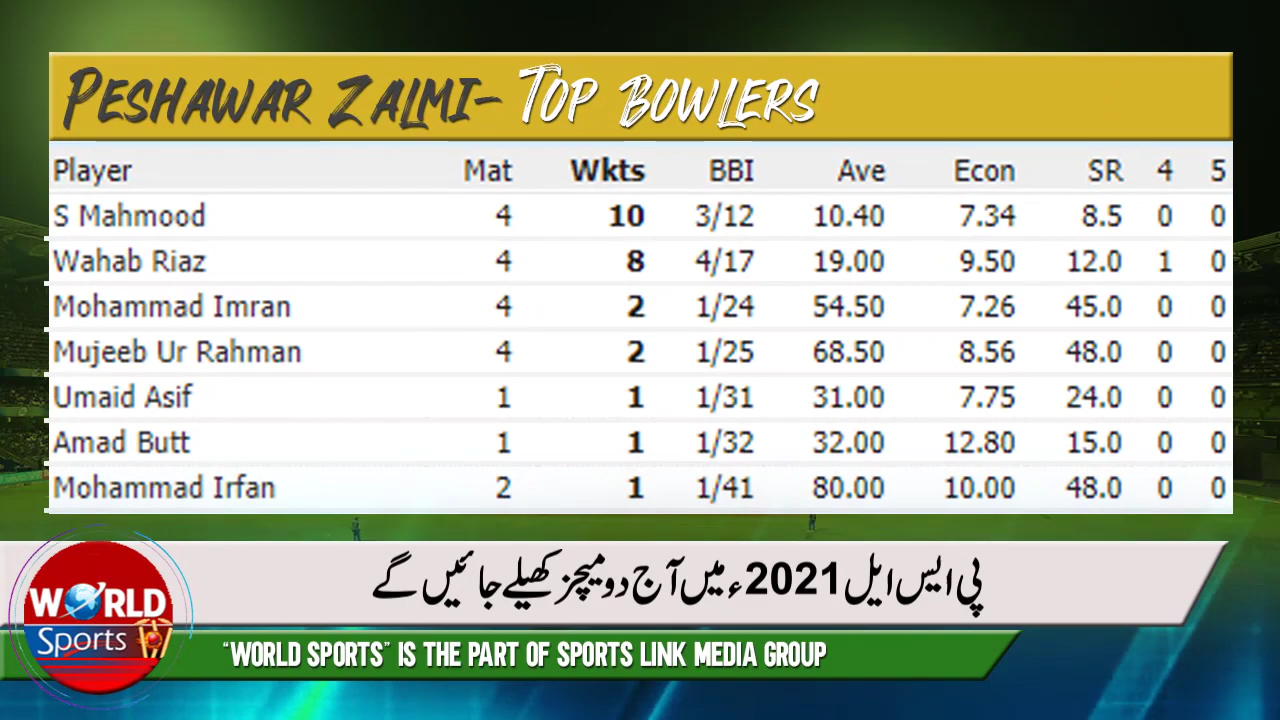 PESHAWAR ZALMI- TOP BOWLERS
Player Mat Wkts BBI Ave Econ SR 4 5
S Mahmood 4 10 3/12 10.40 7.34 8.5 0 0
Wahab Riaz 4 8 4/17 19.00 9.50 12.0 1 0
Mohammad Imran 4 2 1/24 54.50 7.26 45.0 0 0
Mujeeb Ur Rahman 4 2 1/25 68.50 8.56 48.0 0 0
Umaid Asif 1 1 1/31 31.00 7.75 24.0 0 0
Amad Butt 1 1 1/32 32.00 12.80 15.0 0 0
Mohammad Irfan 2 1 1/41 80.00 10.00 48.0 0 0
پی ایس ایل 2021ء میں آج دو میچز کھیلے جائیں گے
WORLD
Sports
"WORLD SPORTS" IS THE PART OF SPORTS LINK MEDIA GROUP